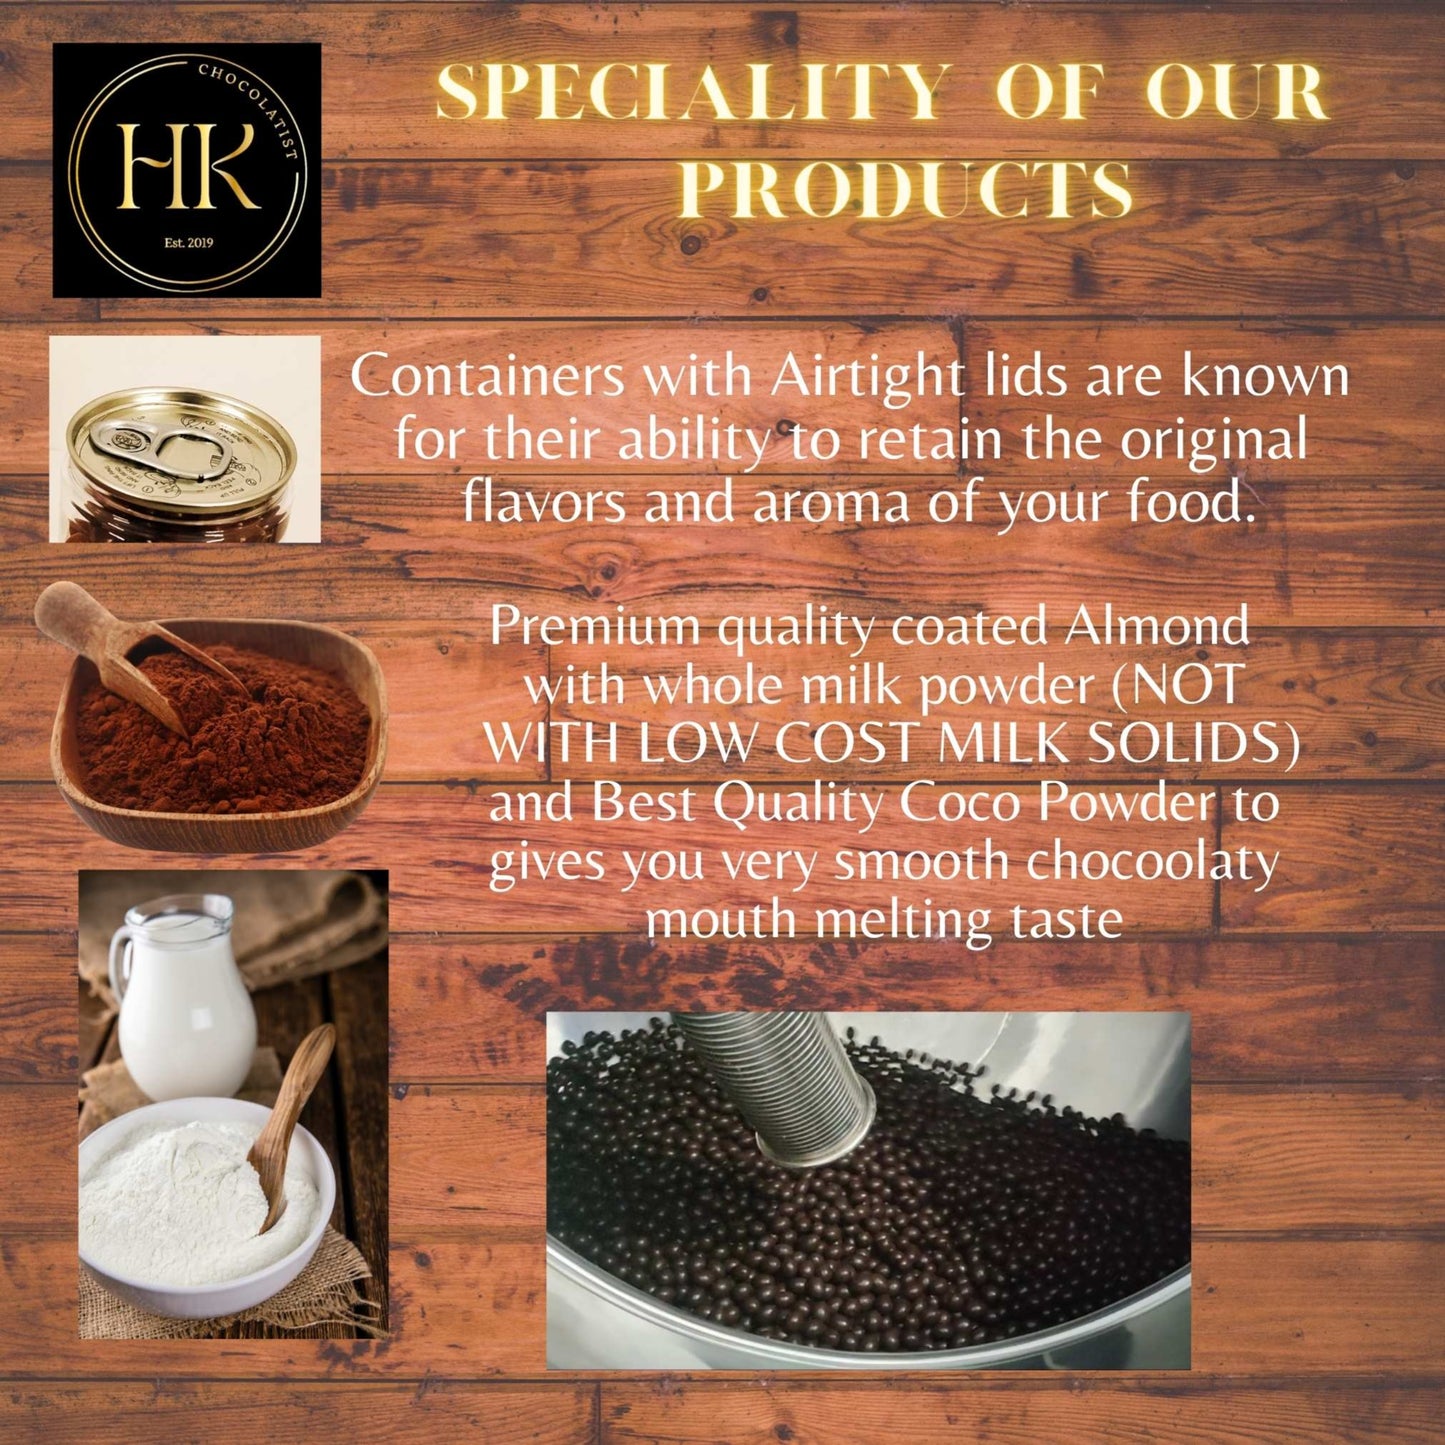 CHOCOLATIST
HK
Est. 2019
SPECIALITY OF OUR
PRODUCTS
Containers with Airtight lids are known
for their ability to retain the original
flavors and aroma of your food.
Premium quality coated Almond
with whole milk powder (NOT
WITH LOW COST MILK SOLIDS)
and Best Quality Coco Powder to
gives you very smooth chocoolaty
mouth melting taste